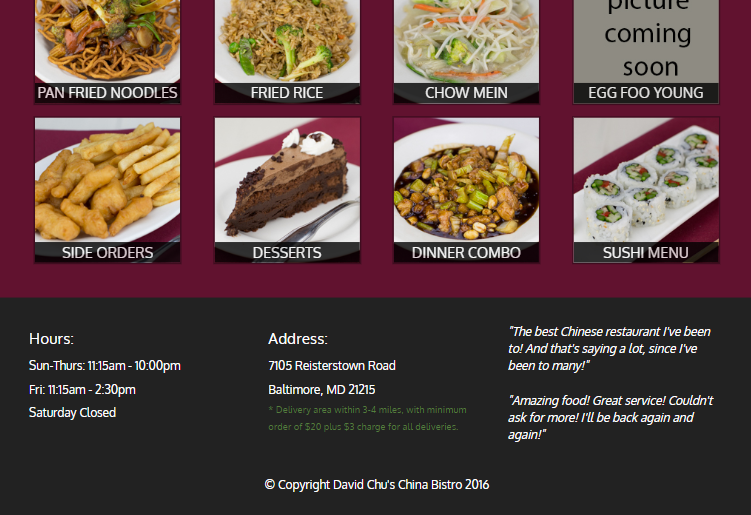 picture
coming
soon
PAN FRIED NOODLES
FRIED RICE
CHOW MEIN
EGG FOO YOUNG
SIDE ORDERS
DESSERTS
DINNER COMBO
SUSHI MENU
Hours:
Sun-Thurs: 11:15am - 10:00pm
Fri: 11:15am - 2:30pm
Saturday Closed
Address:
7105 Reisterstown Road
Baltimore, MD 21215
* Delivery area within 3-4 miles, with minimum
order of $20 plus $3 charge for all deliveries.
"The best Chinese restaurant I've been
to! And that's saying a lot, since I've
been to many!"
"Amazing food! Great service! Couldn't
ask for more! I'll be back again and
again!"
© Copyright David Chu's China Bistro 2016